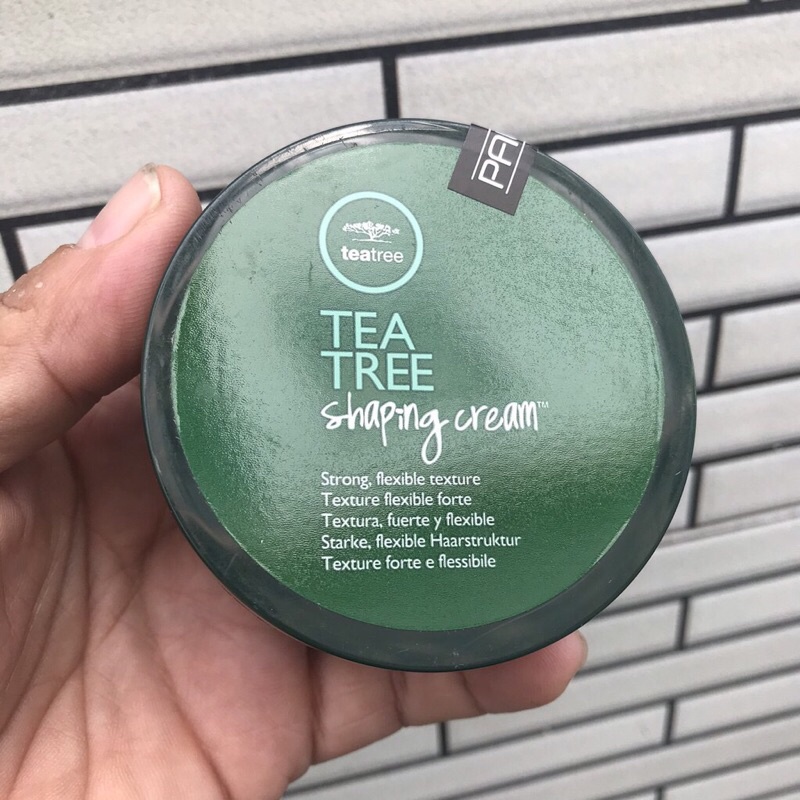 PA
teatree
TEA
TREE
shaping cream™
Strong, flexible texture
Texture flexible forte
Textura, fuerte y flexible
Starke, flexible Haarstruktur
Texture forte e flessibile